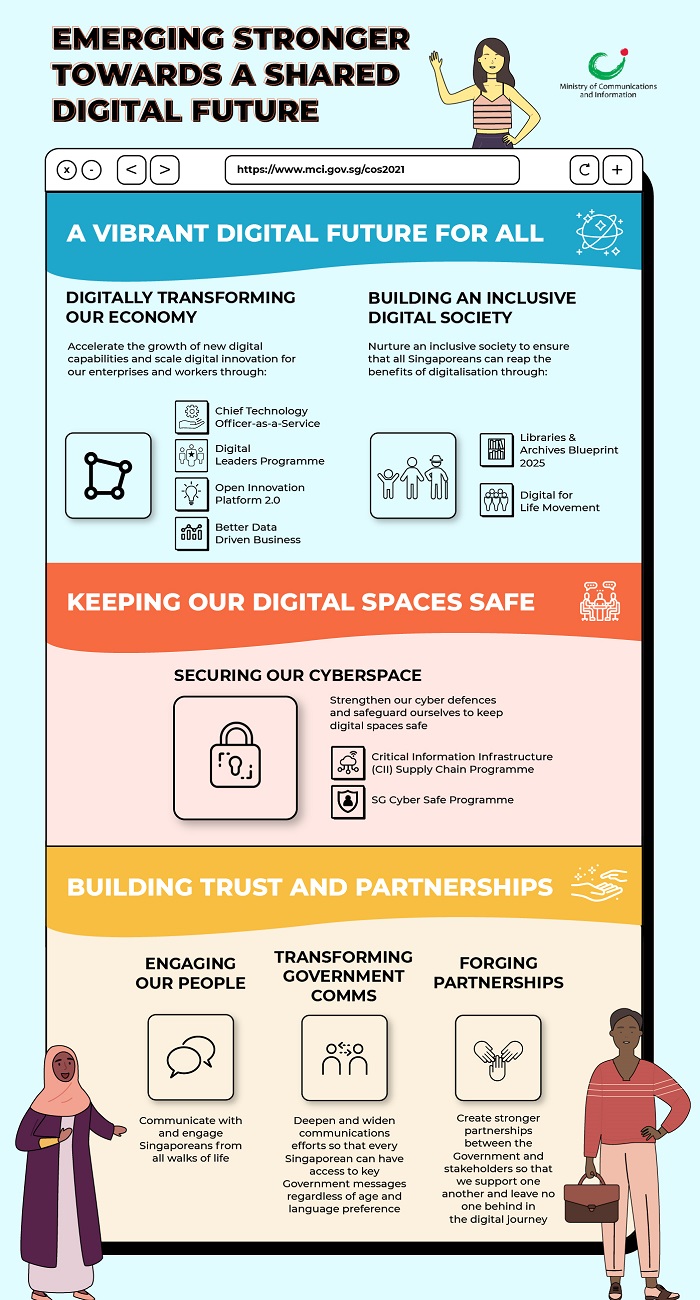 EMERGING STRONGER
TOWARDS A SHARED
DIGITAL FUTURE
Ministry of Communications
and Information
x
-
<
>
https://www.mci.gov.sg/cos2021
+
A VIBRANT DIGITAL FUTURE FOR ALL
DIGITALLY TRANSFORMING
OUR ECONOMY
Accelerate the growth of new digital
capabilities and scale digital innovation for
our enterprises and workers through:
Chief Technology
Officer-as-a-Service
Digital
Leaders Programme
Open Innovation
Platform 2.0
Better Data
Driven Business
BUILDING AN INCLUSIVE
DIGITAL SOCIETY
Nurture an inclusive society to ensure
that all Singaporeans can reap the
benefits of digitalisation through:
Libraries &
Archives Blueprint
2025
Digital for
Life Movement
KEEPING OUR DIGITAL SPACES SAFE
SECURING OUR CYBERSPACE
Strengthen our cyber defences
and safeguard ourselves to keep
digital spaces safe
Critical Information Infrastructure
(CII) Supply Chain Programme
SG Cyber Safe Programme
BUILDING TRUST AND PARTNERSHIPS
ENGAGING
OUR PEOPLE
Communicate with
and engage
Singaporeans from
all walks of life
TRANSFORMING
GOVERNMENT
COMMS
Deepen and widen
communications
efforts so that every
Singaporean can have
access to key
Government messages
regardless of age and
language preference
FORGING
PARTNERSHIPS
Create stronger
partnerships
between the
Government and
stakeholders so that
we support one
another and leave no
one behind in
the digital journey